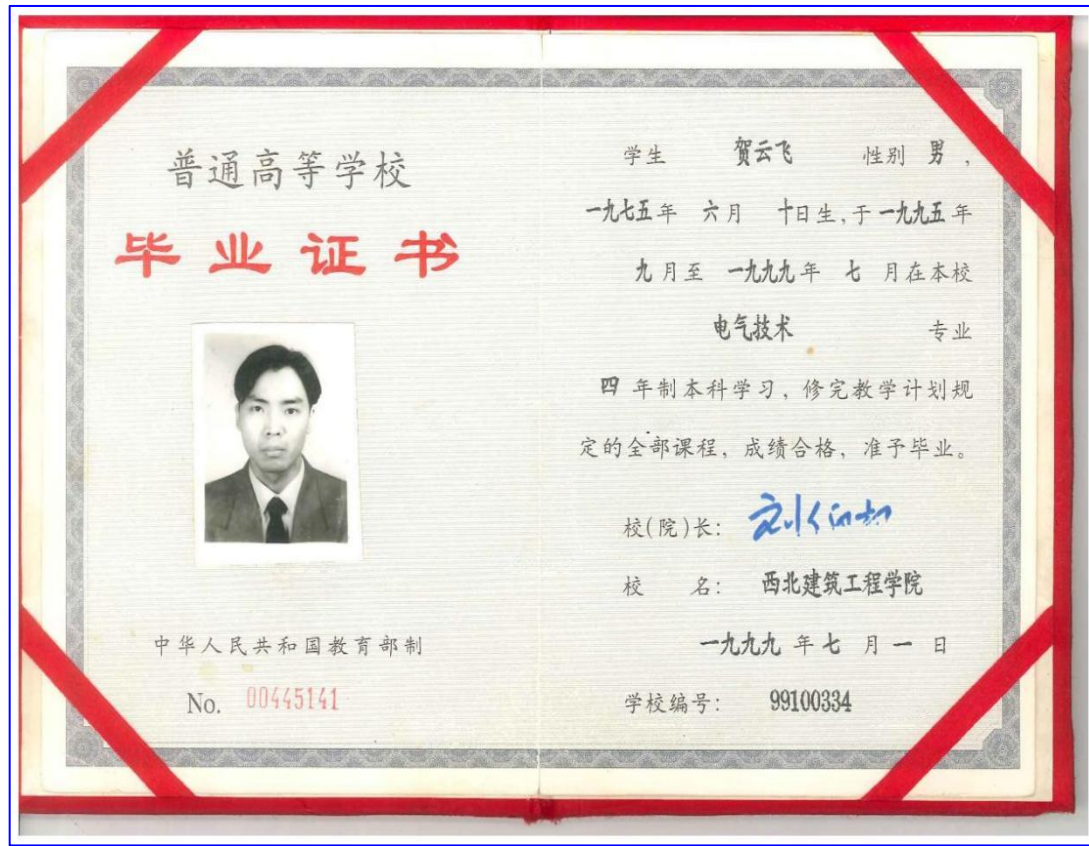 普通高等学校
毕业证书
中华人民共和国教育部制
No. 00445141
学生 贺云飞 性别 男,
一九七五年 六月 十日生,于一九九五年
九月至 一九九九年 七 月在本校
电气技术 专业
四 年制本科学习, 修完教学计划规
定的全部课程, 成绩合格, 准予毕业。
校(院)长:
校 名: 西北建筑工程学院
一九九九 年 七 月 一 日
学校编号: 99100334